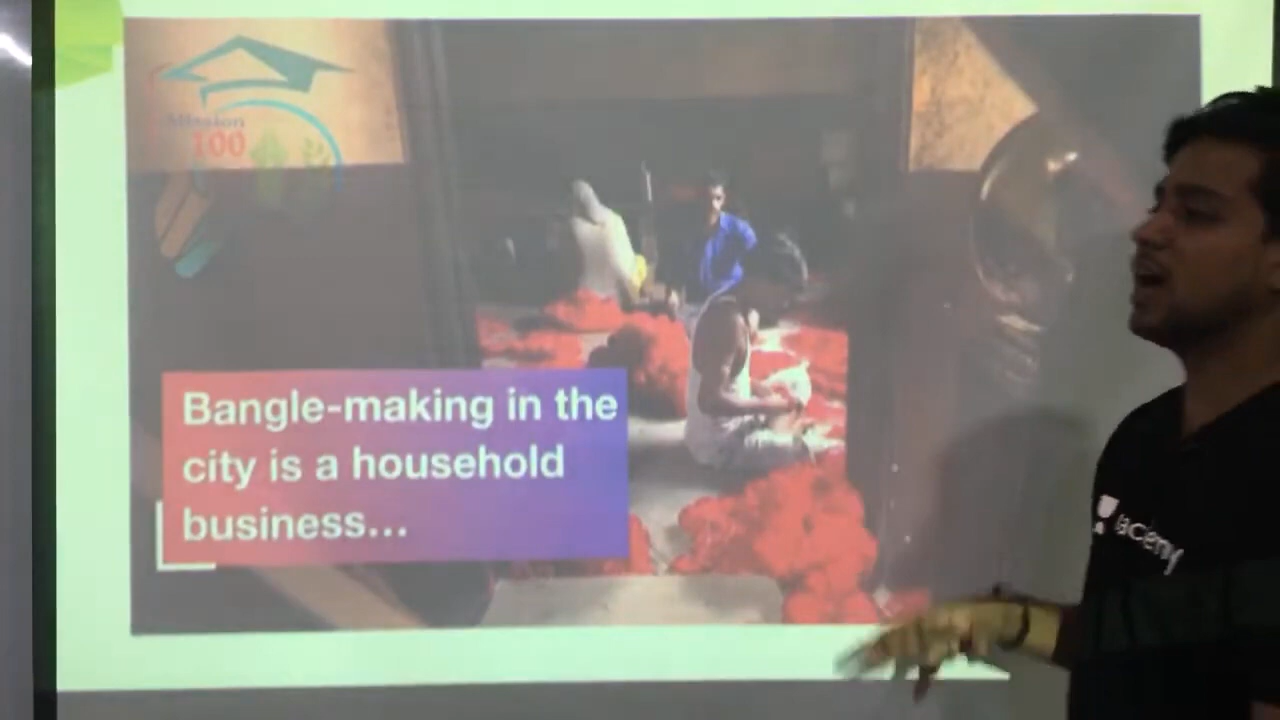 Mission
100
Bangle-making in the
city is a household
business...